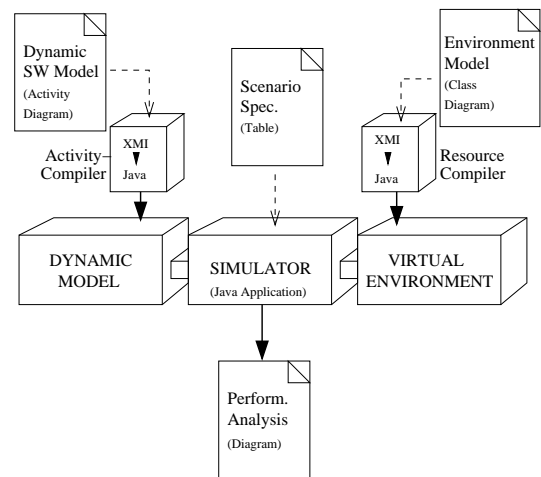 Dynamic
SW Model
(Activity
Diagram)
Scenario
Spec.
(Table)
Environment
Model
(Class
Diagram)
Activity
Compiler
XMI
Java
XMI
Java
Resource
Compiler
DYNAMIC
MODEL
SIMULATOR
(Java Application)
VIRTUAL
ENVIRONMENT
Perform.
Analysis
(Diagram)